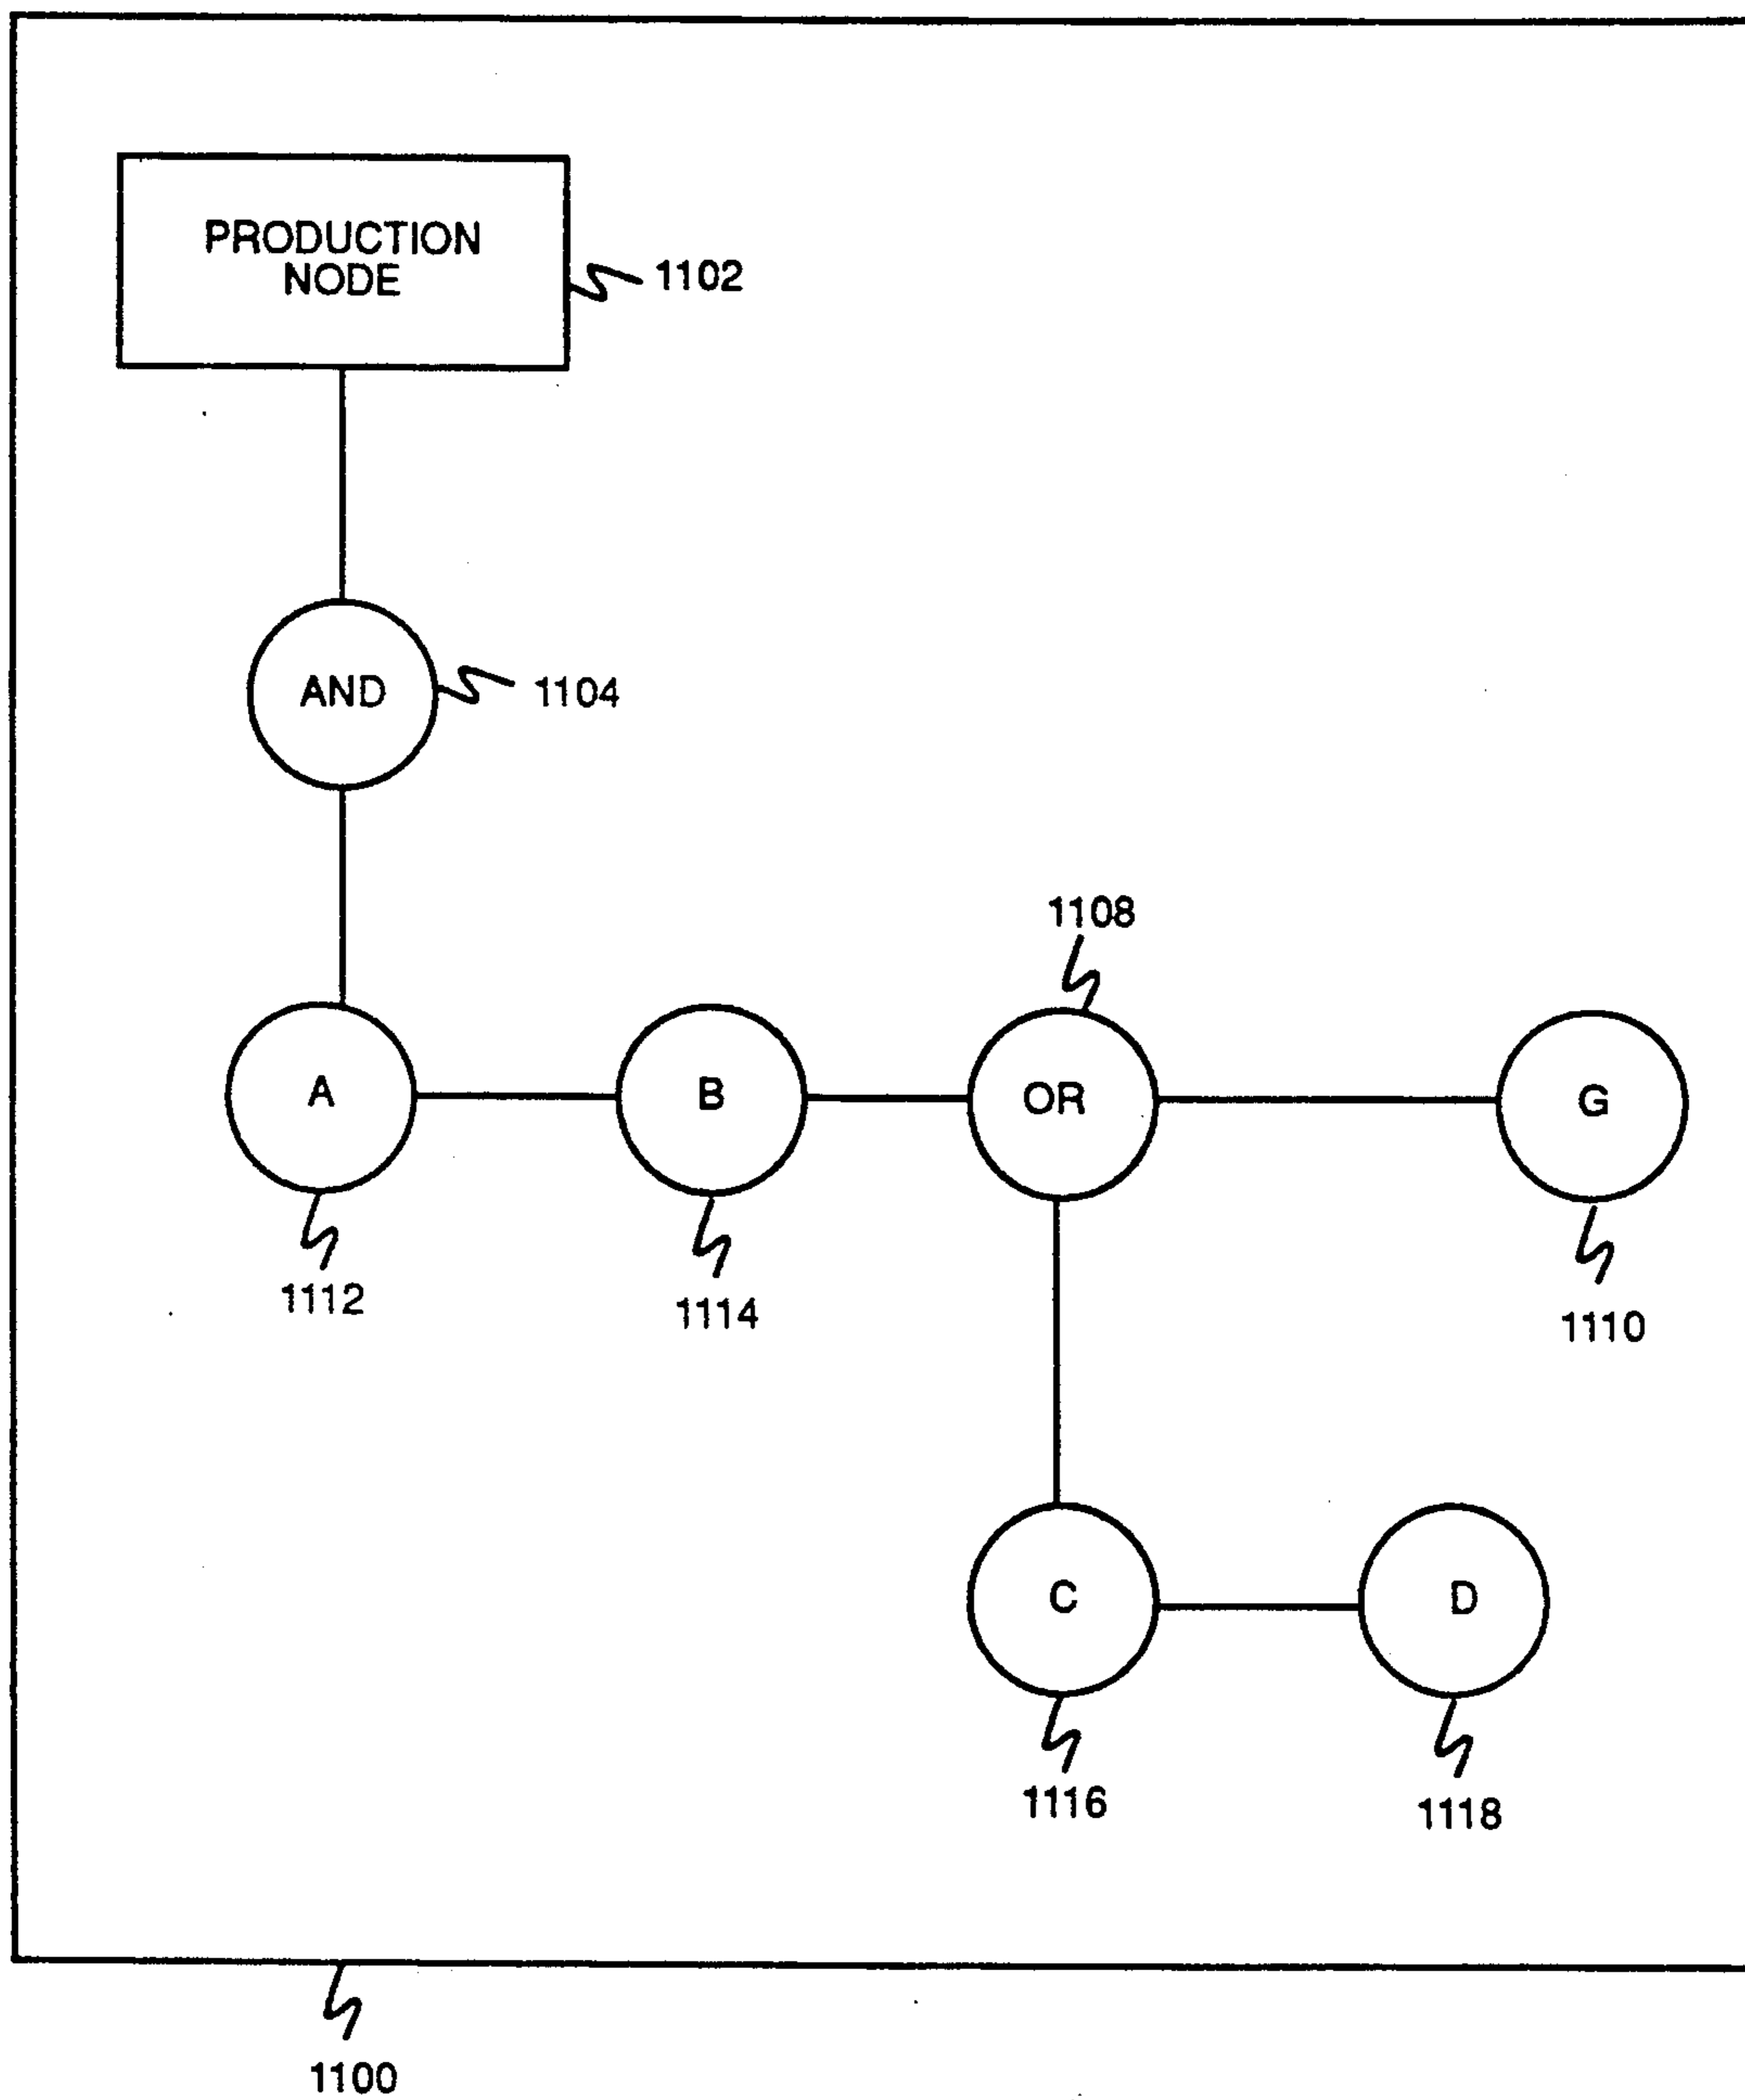 PRODUCTION
NODE
1102
AND
1104
1108
A
B
OR
G
1112
1114
1110
C
D
1116
1118
1100